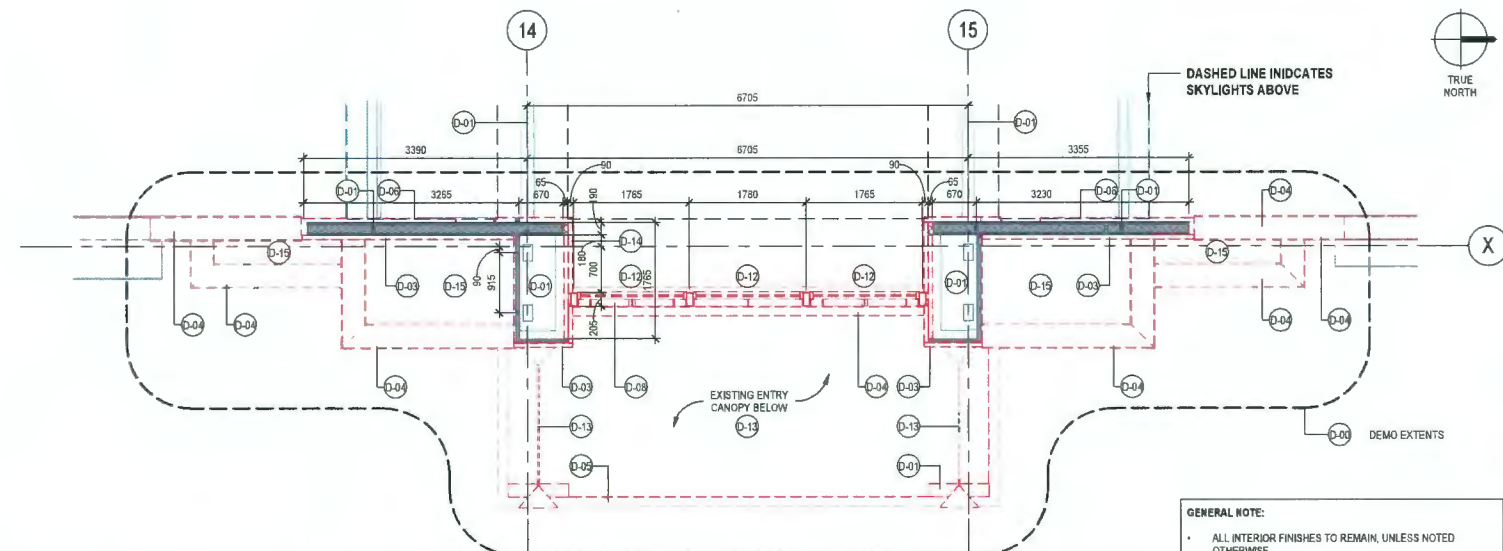 14
15
TRUE
NORTH
DASHED LINE INIDCATES
SKYLIGHTS ABOVE
6705
D-01
D-01
3390
6705
3355
90
90
65
65
3265
670
1765
1780
1765
670
3230
D-01
D-06
190
D-06
D-01
D-04
X
D-15
D-14
D-15
180
D-03
D-15
90
915
D-01
700
D-12
D-12
D-12
1765
D-01
D-15
D-03
205
D-04
D-04
D-04
D-04
D-04
D-03
D-08
D-04
D-03
D-04
EXISTING ENTRY
CANOPY BELOW
D-13
D-13
D-13
D-00
DEMO EXTENTS
D-05
D-01
GENERAL NOTE:
• ALL INTERIOR FINISHES TO REMAIN, UNLESS NOTED
OTHERWISE